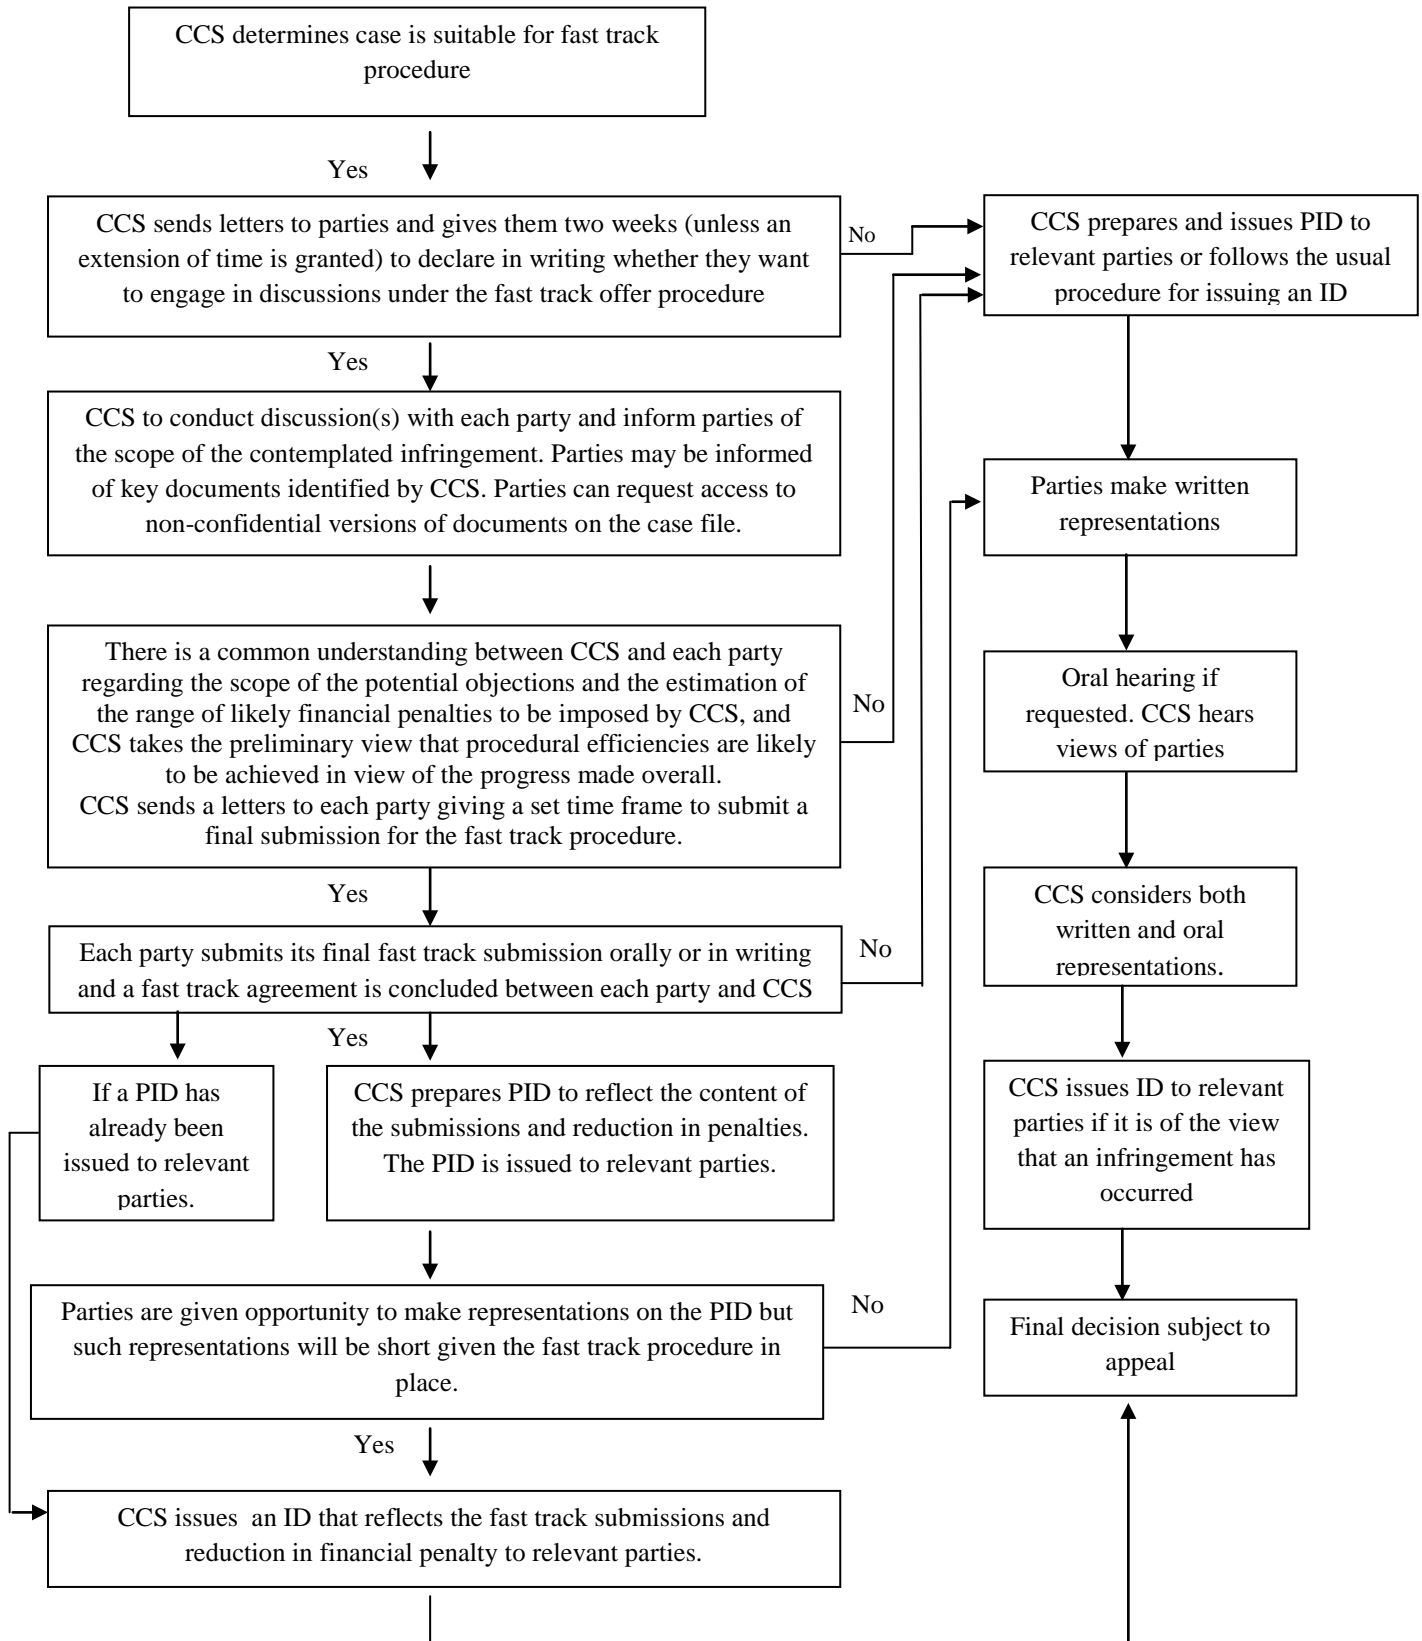 CCS determines case is suitable for fast track
procedure
Yes
CCS sends letters to parties and gives them two weeks (unless an
extension of time is granted) to declare in writing whether they want
to engage in discussions under the fast track offer procedure
No
CCS prepares and issues PID to
relevant parties or follows the usual
procedure for issuing an ID
Yes
CCS to conduct discussion(s) with each party and inform parties of
the scope of the contemplated infringement. Parties may be informed
of key documents identified by CCS. Parties can request access to
non-confidential versions of documents on the case file.
Parties make written
representations
There is a common understanding between CCS and each party
regarding the scope of the potential objections and the estimation of
the range of likely financial penalties to be imposed by CCS, and
CCS takes the preliminary view that procedural efficiencies are likely
to be achieved in view of the progress made overall.
CCS sends a letters to each party giving a set time frame to submit a
final submission for the fast track procedure.
No
Oral hearing if
requested. CCS hears
views of parties
Yes
Each party submits its final fast track submission orally or in writing
and a fast track agreement is concluded between each party and CCS
No
CCS considers both
written and oral
representations.
Yes
If a PID has
already been
issued to relevant
parties.
CCS prepares PID to reflect the content of
the submissions and reduction in penalties.
The PID is issued to relevant parties.
CCS issues ID to relevant
parties if it is of the view
that an infringement has
occurred
Parties are given opportunity to make representations on the PID but
such representations will be short given the fast track procedure in
place.
No
Final decision subject to
appeal
Yes
CCS issues  an ID that reflects the fast track submissions and
reduction in financial penalty to relevant parties.